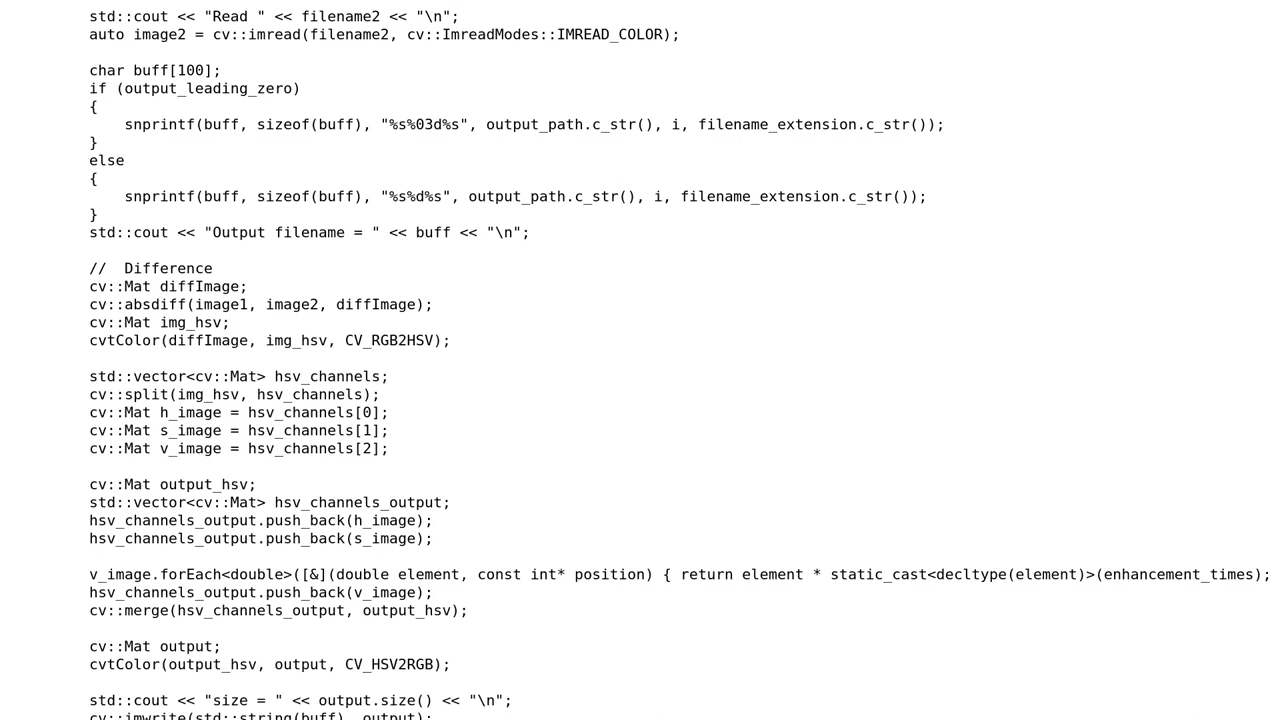 std::cout << "Read " << filename2 << "\n";
auto image2 = cv::imread(filename2, cv::ImreadModes::IMREAD_COLOR);
char buff[100];
if (output_leading_zero)
{
    snprintf(buff, sizeof(buff), "%s%03d%s", output_path.c_str(), i, filename_extension.c_str());
}
else
{
    snprintf(buff, sizeof(buff), "%s%d%s", output_path.c_str(), i, filename_extension.c_str());
}
std::cout << "Output filename = " << buff << "\n";
//  Difference
cv::Mat diffImage;
cv::absdiff(image1, image2, diffImage);
cv::Mat img_hsv;
cvtColor(diffImage, img_hsv, CV_RGB2HSV);
std::vector<cv::Mat> hsv_channels;
cv::split(img_hsv, hsv_channels);
cv::Mat h_image = hsv_channels[0];
cv::Mat s_image = hsv_channels[1];
cv::Mat v_image = hsv_channels[2];
cv::Mat output_hsv;
std::vector<cv::Mat> hsv_channels_output;
hsv_channels_output.push_back(h_image);
hsv_channels_output.push_back(s_image);
v_image.forEach<double>([&](double element, const int* position) { return element * static_cast<decltype(element)>(enhancement_times);
hsv_channels_output.push_back(v_image);
cv::merge(hsv_channels_output, output_hsv);
cv::Mat output;
cvtColor(output_hsv, output, CV_HSV2RGB);
std::cout << "size = " << output.size() << "\n";
cv::imwrite(std::string(buff), output);